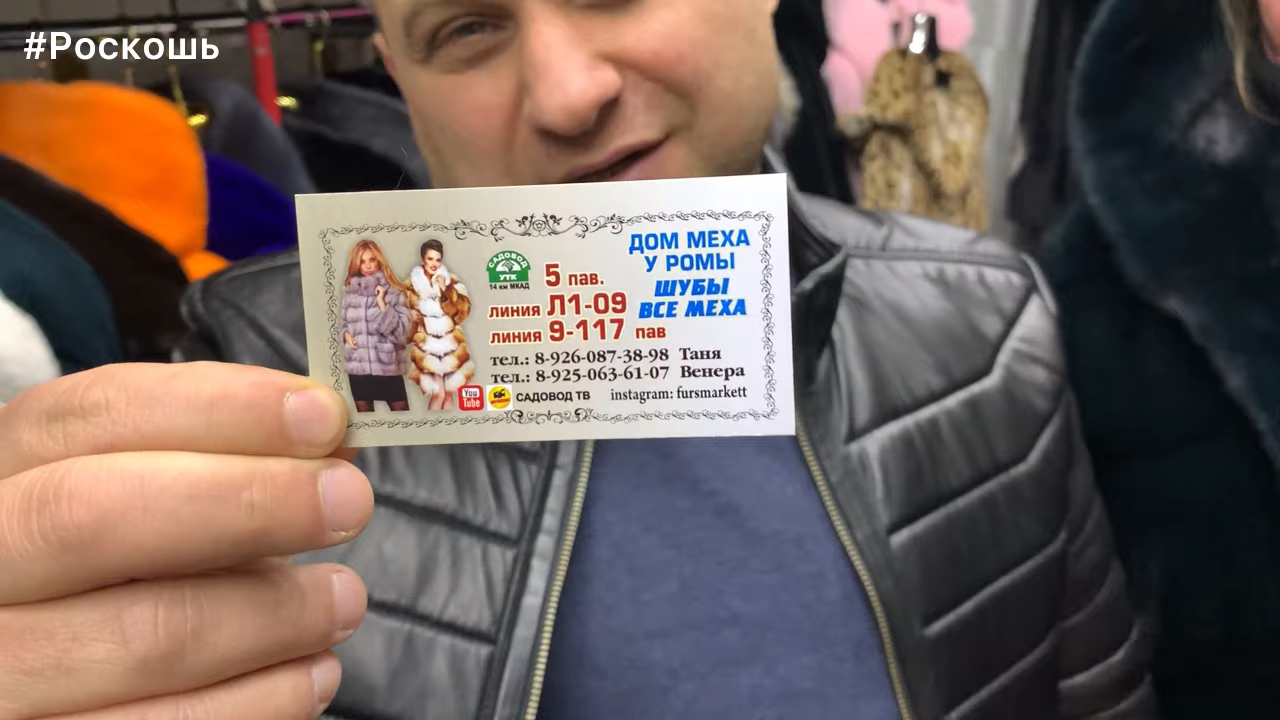 #Роскошь
ДОМ МЕХА
У РОМЫ
ШУБЫ
ВСЕ МЕХА
САДОВОД
УТК
14 км МКАД
5 пав.
линия Л1-09
линия 9-117 пав
тел.: 8-926-087-38-98 Таня
тел.: 8-925-063-61-07 Венера
You
Tube
САДОВОД ТВ
instagram: fursmarkett